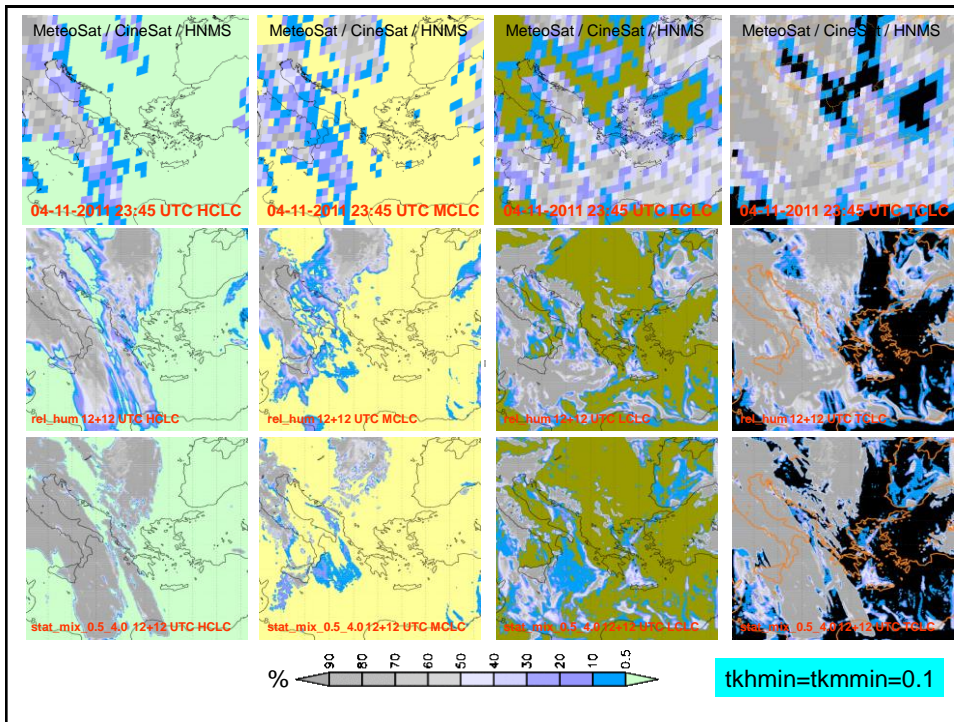 MeteoSat / CineSat / HNMS
MeteoSat / CineSat / HNMS
MeteoSat / CineSat / HNMS
MeteoSat / CineSat / HNMS
04-11-2011 23:45 UTC HCLC
04-11-2011 23:45 UTC MCLC
04-11-2011 23:45 UTC LCLC
04-11-2011 23:45 UTC TCLC
rel_hum 12+12 UTC HCLC
rel_hum 12+12 UTC MCLC
rel_hum 12+12 UTC LCLC
rel_hum 12+12 UTC TCLC
stat_mix_0.5_4.0 12+12 UTC HCLC
stat_mix_0.5_4.0 12+12 UTC MCLC
stat_mix_0.5_4.0 12+12 UTC LCLC
stat_mix_0.5_4.0 12+12 UTC TCLC
% 90 80 70 60 50 40 30 20 10 0.5
tkhmin=tkmmin=0.1